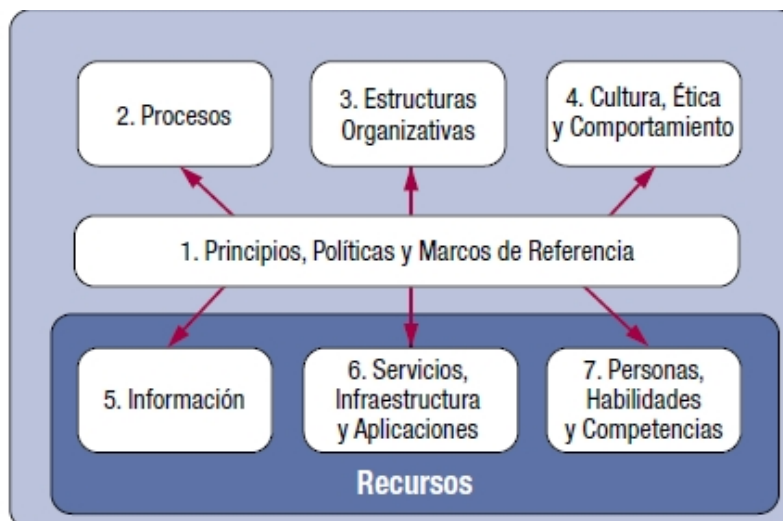 2. Procesos
3. Estructuras
Organizativas
4. Cultura, Ética
y Comportamiento
1. Principios, Políticas y Marcos de Referencia
5. Información
6. Servicios,
Infraestructura
y Aplicaciones
7. Personas,
Habilidades
y Competencias
Recursos